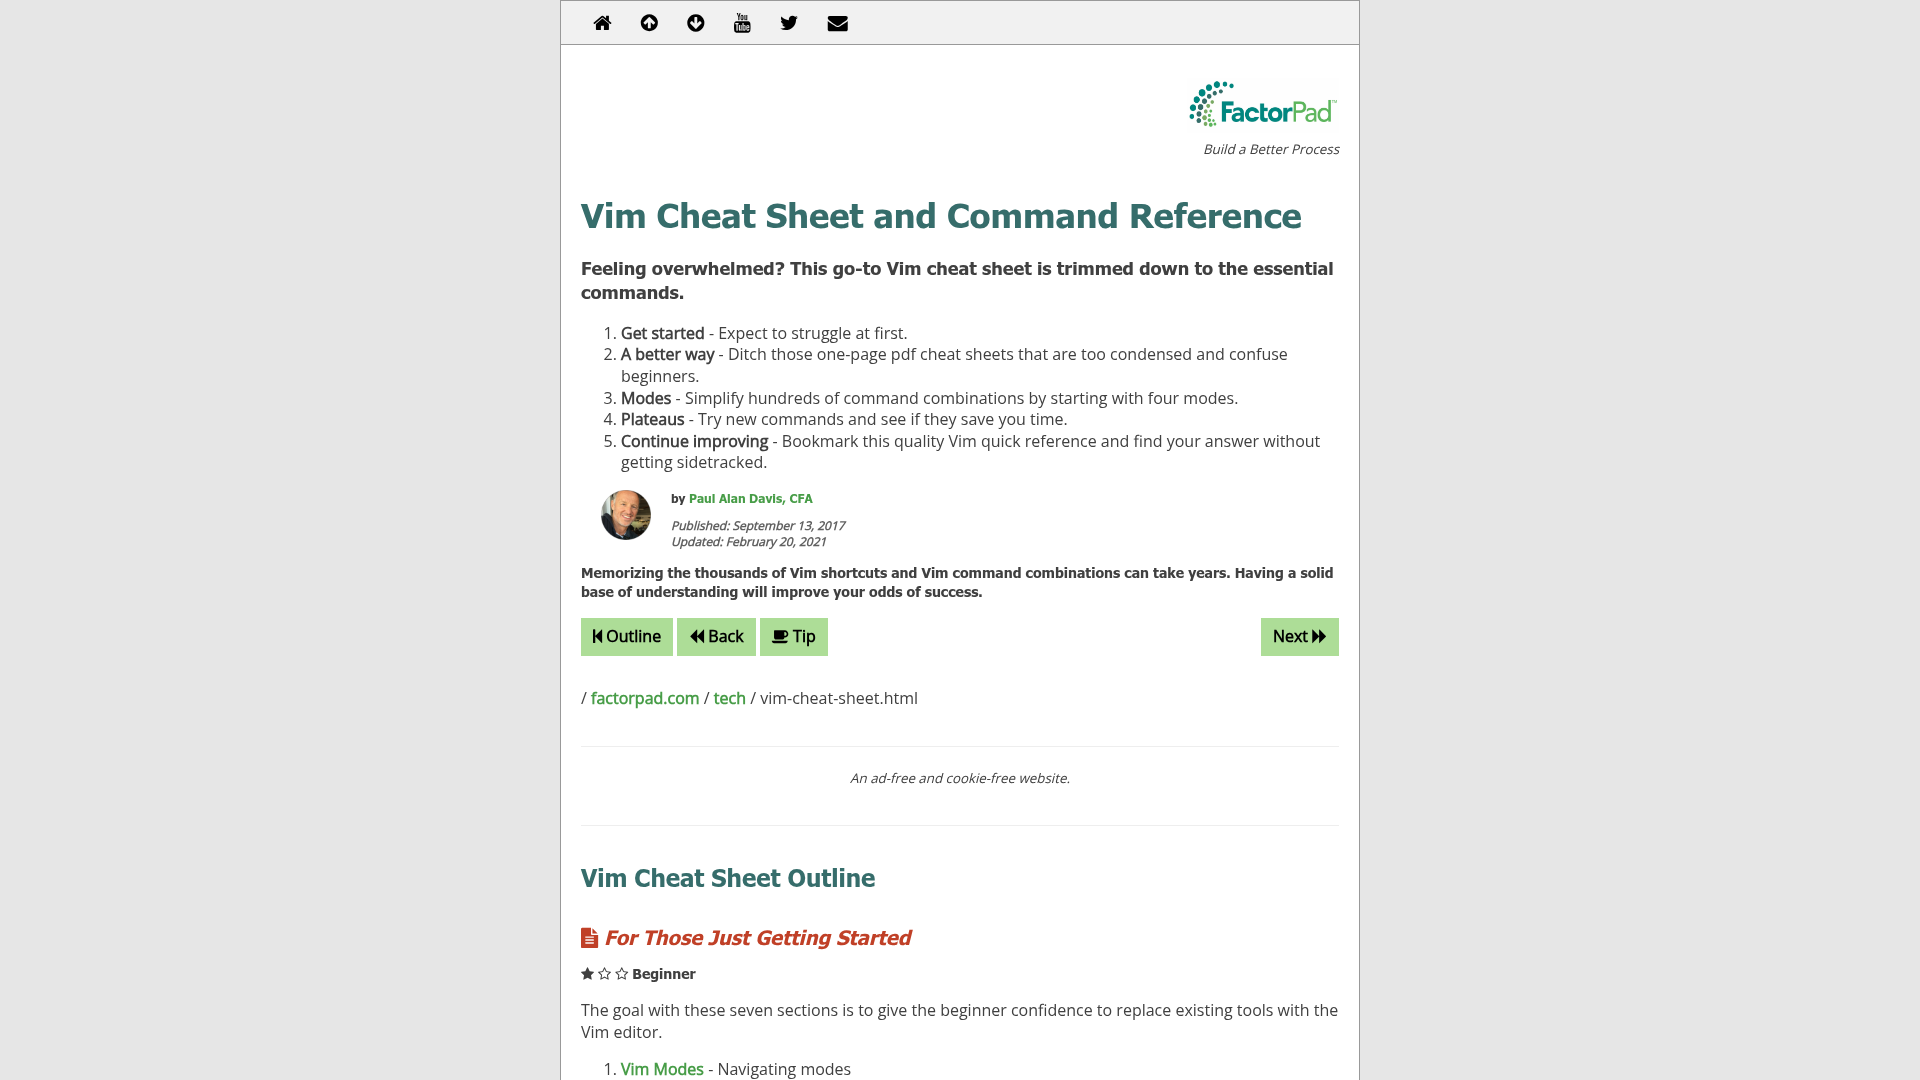 You
Tube
FactorPad™
Build a Better Process
Vim Cheat Sheet and Command Reference
Feeling overwhelmed? This go-to Vim cheat sheet is trimmed down to the essential
commands.
1. Get started - Expect to struggle at first.
2. A better way - Ditch those one-page pdf cheat sheets that are too condensed and confuse
beginners.
3. Modes - Simplify hundreds of command combinations by starting with four modes.
4. Plateaus - Try new commands and see if they save you time.
5. Continue improving - Bookmark this quality Vim quick reference and find your answer without
getting sidetracked.
by Paul Alan Davis, CFA
Published: September 13, 2017
Updated: February 20, 2021
Memorizing the thousands of Vim shortcuts and Vim command combinations can take years. Having a solid
base of understanding will improve your odds of success.
Outline Back Tip Next
/ factorpad.com / tech / vim-cheat-sheet.html
An ad-free and cookie-free website.
Vim Cheat Sheet Outline
For Those Just Getting Started
★ ☆ ☆ Beginner
The goal with these seven sections is to give the beginner confidence to replace existing tools with the
Vim editor.
1. Vim Modes - Navigating modes